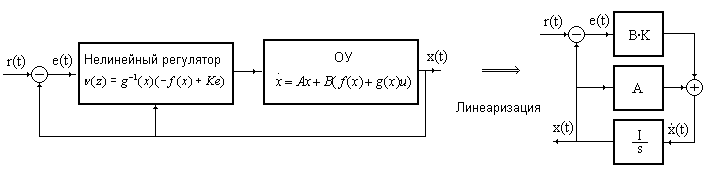 r(t)
e(t)
Нелинейный регулятор
v(z) = g⁻¹(x)(−f(x) + Ke)
ОУ
ẋ = Ax + B(f(x) + g(x)u)
x(t)
⟹
Линеаризация
r(t)
e(t)
B·K
A
+
x(t)
I/s
ẋ(t)